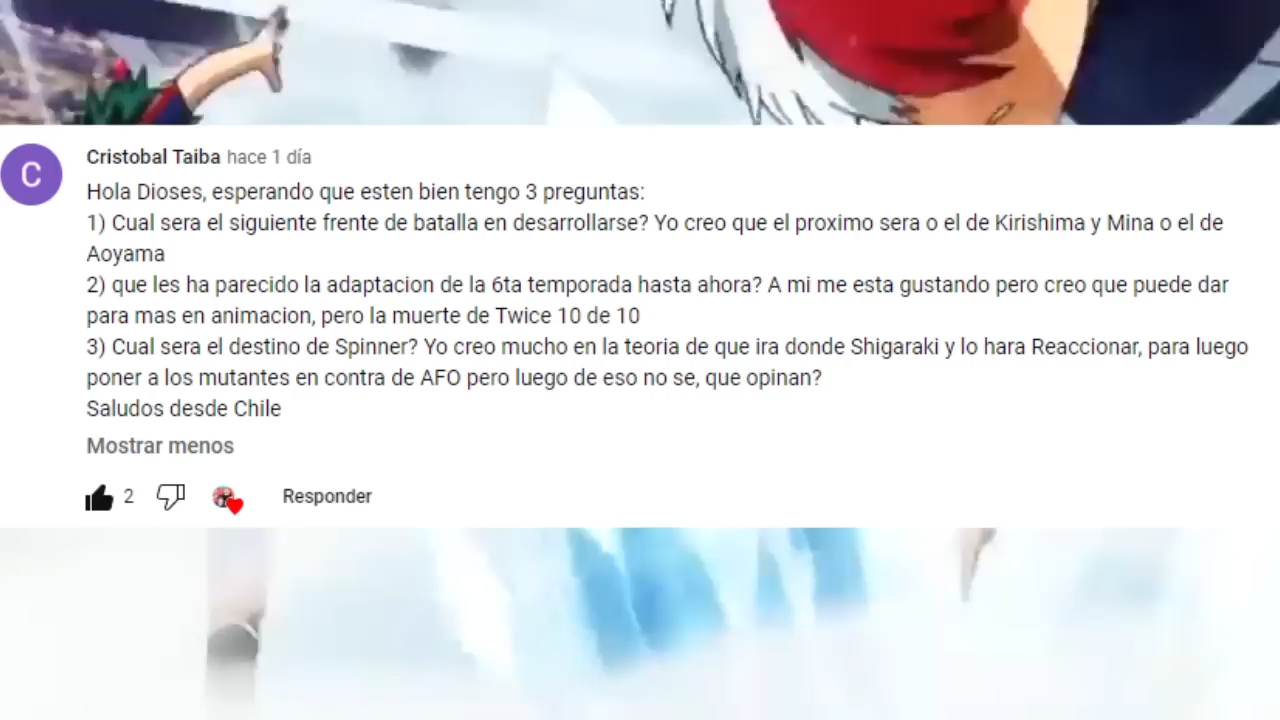 C
Cristobal Taiba hace 1 día
Hola Dioses, esperando que esten bien tengo 3 preguntas:
1) Cual sera el siguiente frente de batalla en desarrollarse? Yo creo que el proximo sera o el de Kirishima y Mina o el de
Aoyama
2) que les ha parecido la adaptacion de la 6ta temporada hasta ahora? A mi me esta gustando pero creo que puede dar
para mas en animacion, pero la muerte de Twice 10 de 10
3) Cual sera el destino de Spinner? Yo creo mucho en la teoria de que ira donde Shigaraki y lo hara Reaccionar, para luego
poner a los mutantes en contra de AFO pero luego de eso no se, que opinan?
Saludos desde Chile
Mostrar menos
2 Responder